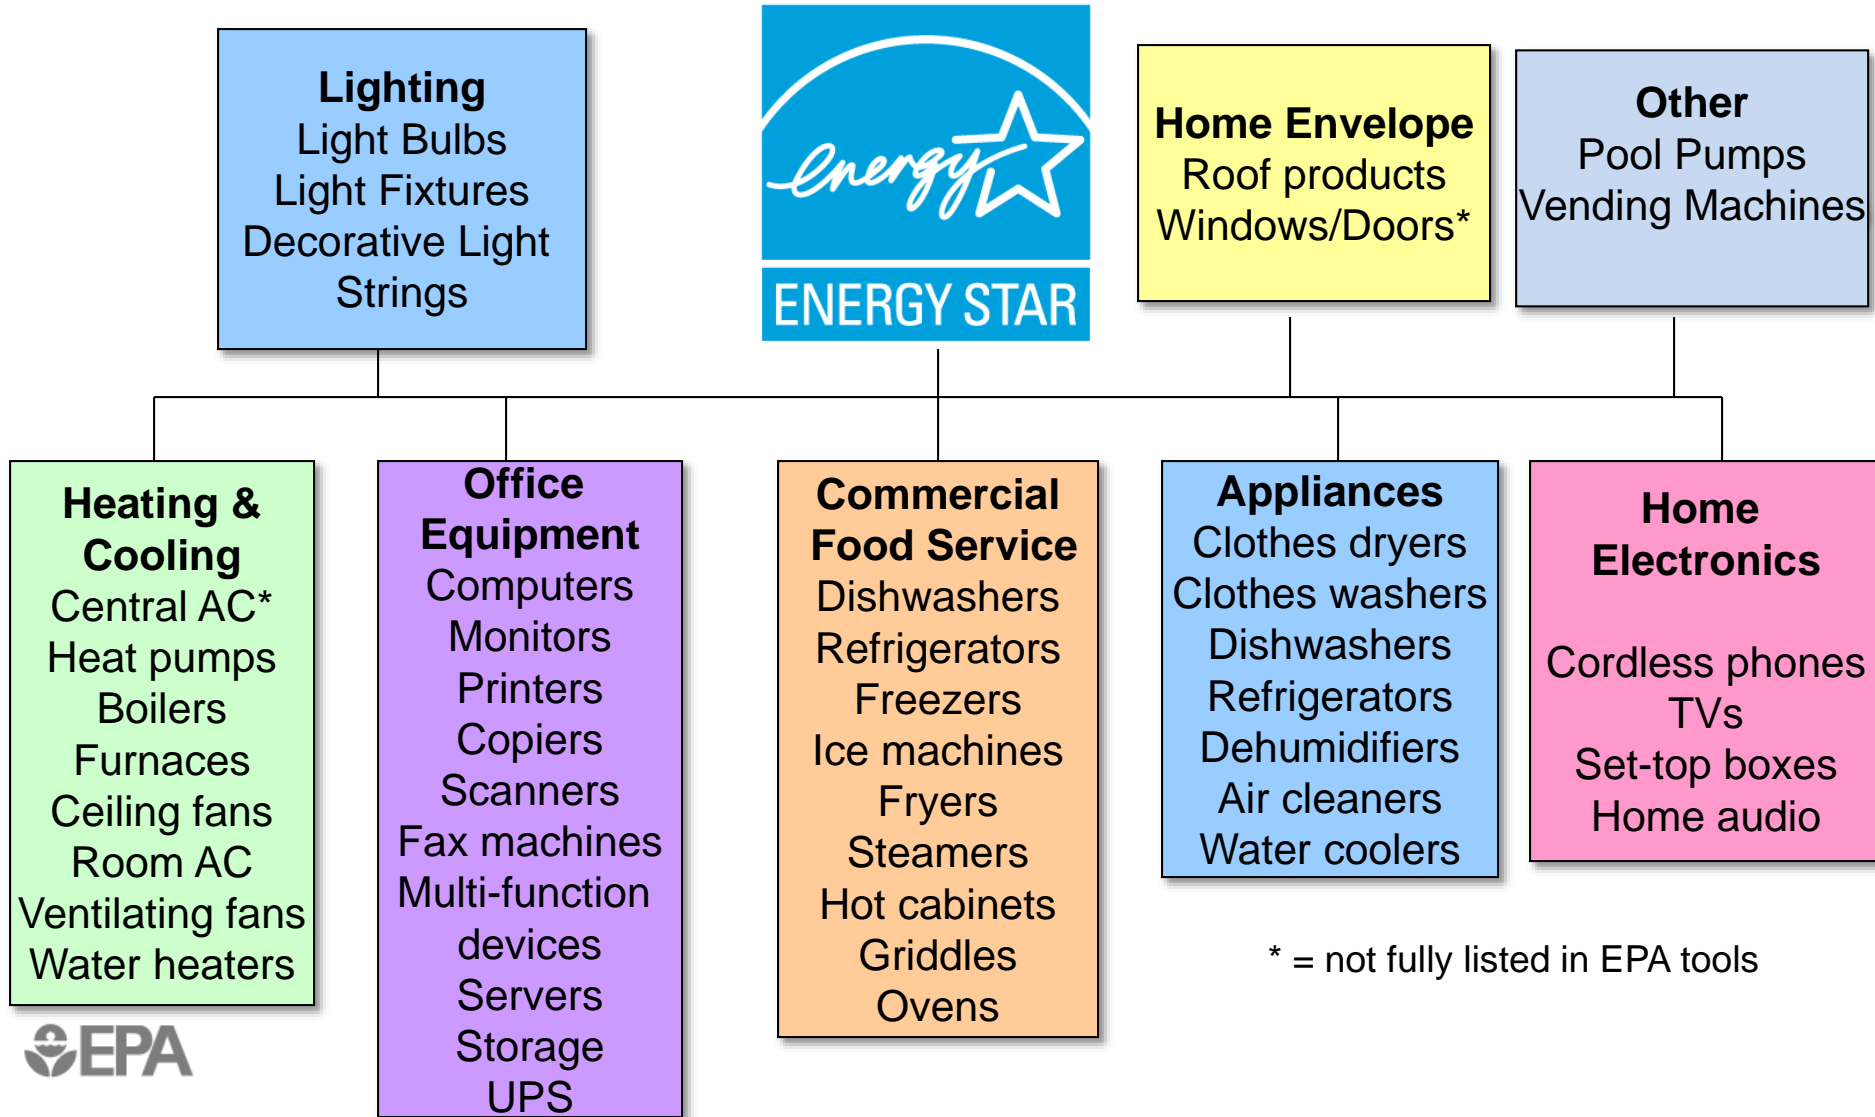 Lighting
Light Bulbs
Light Fixtures
Decorative Light
Strings
energy
ENERGY STAR
Home Envelope
Roof products
Windows/Doors*
Other
Pool Pumps
Vending Machines
Heating &
Cooling
Central AC*
Heat pumps
Boilers
Furnaces
Ceiling fans
Room AC
Ventilating fans
Water heaters
Office
Equipment
Computers
Monitors
Printers
Copiers
Scanners
Fax machines
Multi-function
devices
Servers
Storage
UPS
Commercial
Food Service
Dishwashers
Refrigerators
Freezers
Ice machines
Fryers
Steamers
Hot cabinets
Griddles
Ovens
Appliances
Clothes dryers
Clothes washers
Dishwashers
Refrigerators
Dehumidifiers
Air cleaners
Water coolers
Home
Electronics
Cordless phones
TVs
Set-top boxes
Home audio
* = not fully listed in EPA tools
EPA